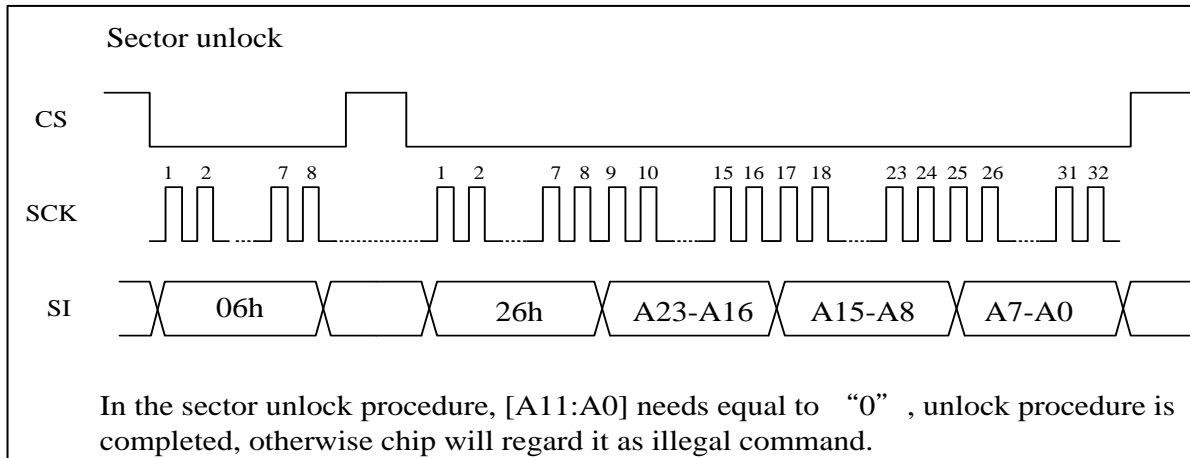 Sector unlock
CS
1 2 7 8 1 2 7 8 9 10 15 16 17 18 23 24 25 26 31 32
SCK
SI 06h 26h A23-A16 A15-A8 A7-A0
In the sector unlock procedure, [A11:A0] needs equal to “0”, unlock procedure is
completed, otherwise chip will regard it as illegal command.